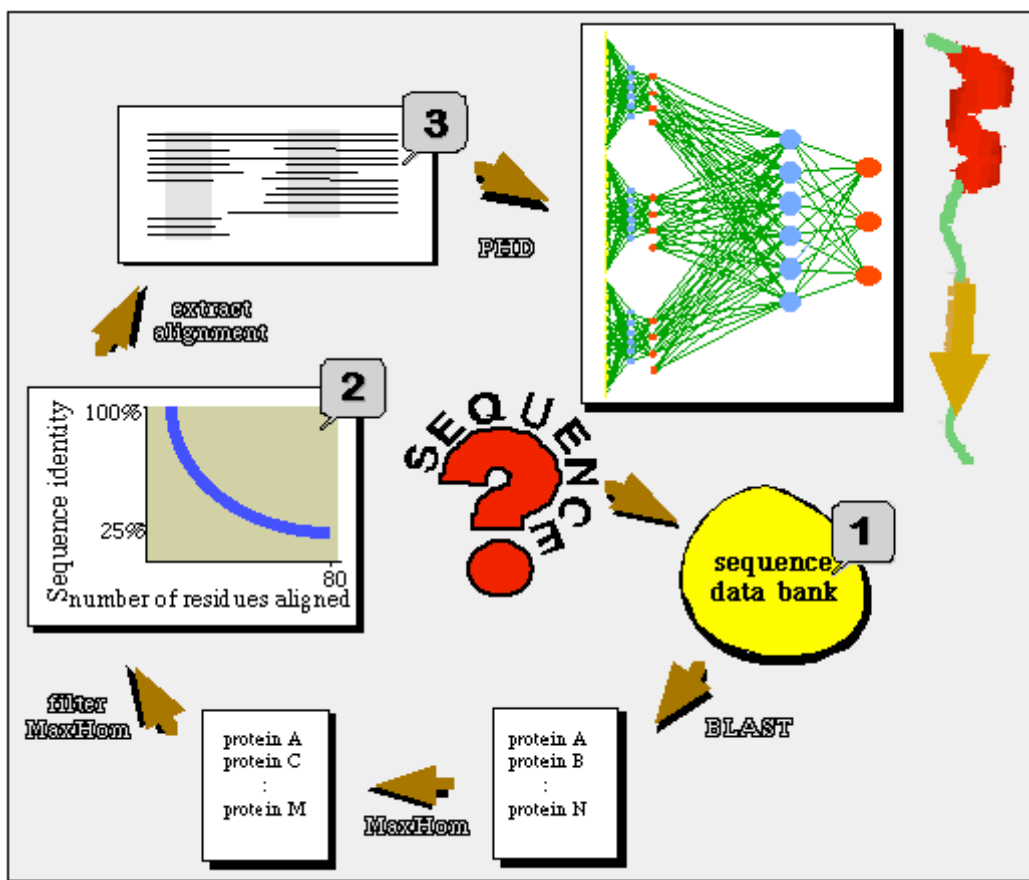 3
PHD
extract
alignment
2
Sequence identity
100%
25%
80
number of residues aligned
SEQUENCE
?
1
sequence
data bank
BLAST
protein A
protein B
:
protein N
MaxHom
protein A
protein C
:
protein M
filter
MaxHom